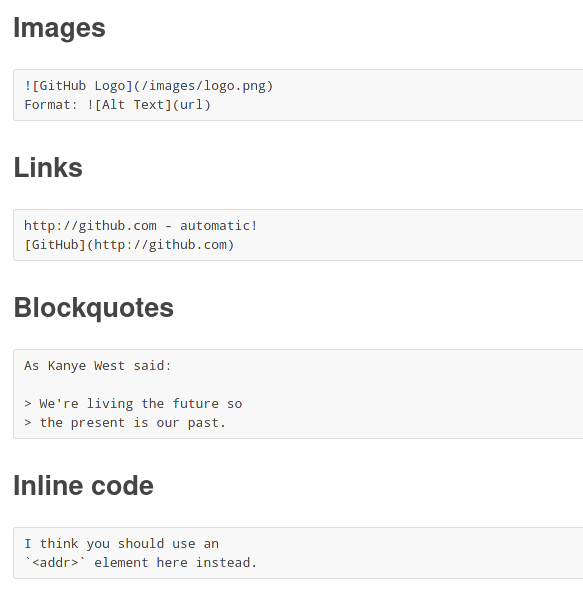 Images
![GitHub Logo](/images/logo.png)
Format: ![Alt Text](url)
Links
http://github.com - automatic!
[GitHub](http://github.com)
Blockquotes
As Kanye West said:
> We're living the future so
> the present is our past.
Inline code
I think you should use an
`<addr>` element here instead.